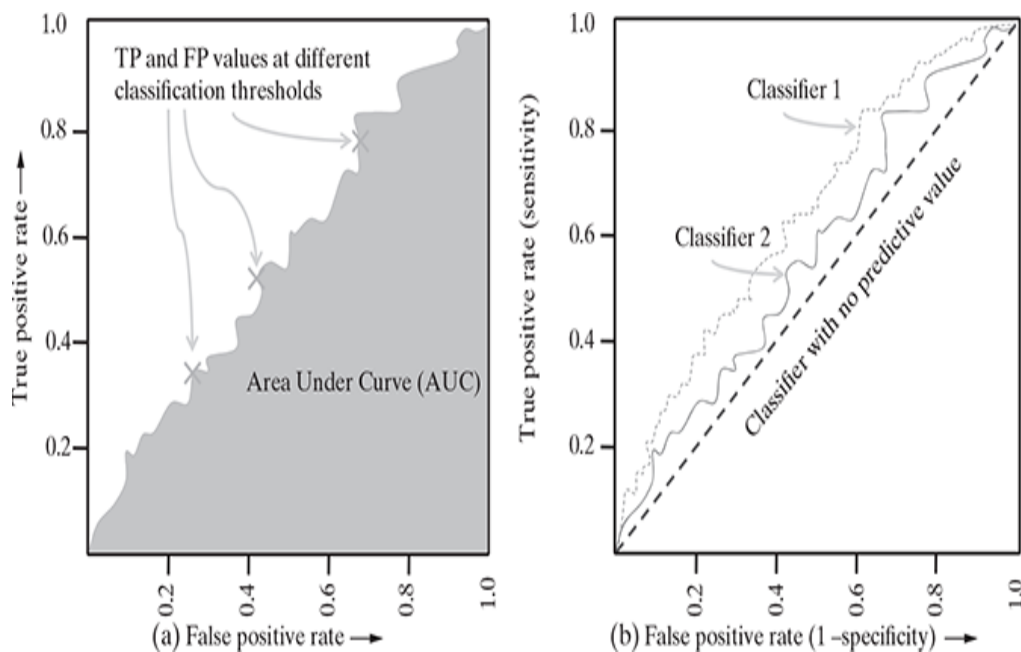 1.0
TP and FP values at different
classification thresholds
0.8
0.6
0.4
0.2
True positive rate
Area Under Curve (AUC)
0.2
0.4
0.6
0.8
1.0
(a) False positive rate
1.0
Classifier 1
0.8
0.6
Classifier 2
0.4
0.2
True positive rate (sensitivity)
Classifier with no predictive value
0.2
0.4
0.6
0.8
1.0
(b) False positive rate (1 –specificity)